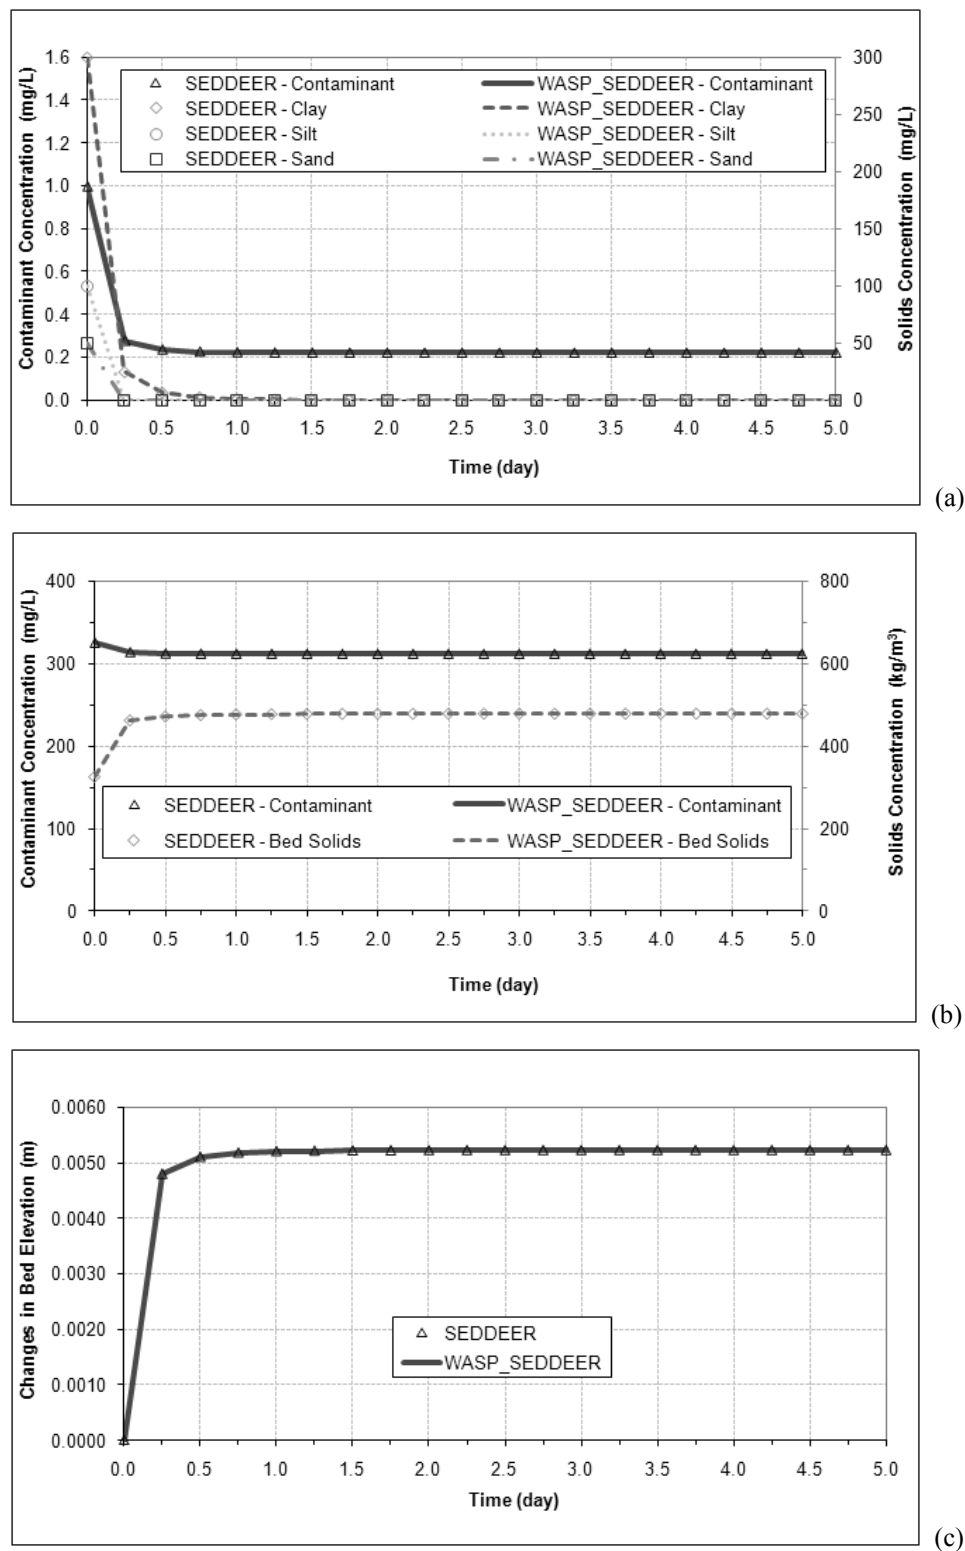 1.6 300
SEDDEER - Contaminant WASP_SEDDEER - Contaminant
SEDDEER - Clay WASP_SEDDEER - Clay
SEDDEER - Silt WASP_SEDDEER - Silt
SEDDEER - Sand WASP_SEDDEER - Sand
1.4
250
1.2
200
1.0
150
0.8
0.6
100
0.4
50
0.2
0.0 0
Contaminant Concentration (mg/L)
Solids Concentration (mg/L)
0.0 0.5 1.0 1.5 2.0 2.5 3.0 3.5 4.0 4.5 5.0
Time (day)
(a)
400 800
300 600
200 400
SEDDEER - Contaminant WASP_SEDDEER - Contaminant
SEDDEER - Bed Solids WASP_SEDDEER - Bed Solids
100 200
0 0
Contaminant Concentration (mg/L)
Solids Concentration (kg/m³)
0.0 0.5 1.0 1.5 2.0 2.5 3.0 3.5 4.0 4.5 5.0
Time (day)
(b)
0.0060
0.0050
0.0040
0.0030
0.0020
SEDDEER
WASP_SEDDEER
0.0010
0.0000
Changes in Bed Elevation (m)
0.0 0.5 1.0 1.5 2.0 2.5 3.0 3.5 4.0 4.5 5.0
Time (day)
(c)